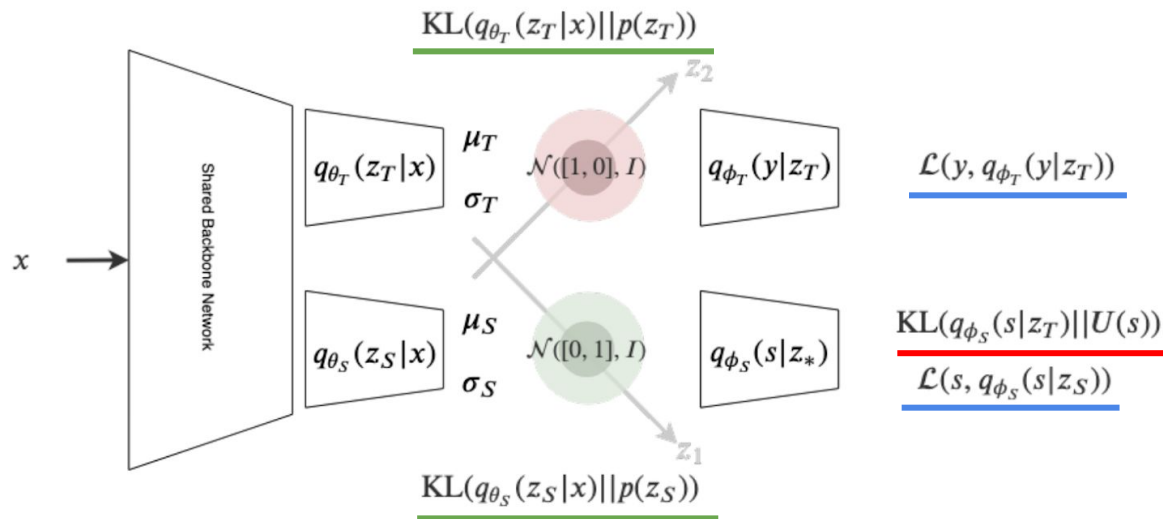 KL(q_{θ_T}(z_T|x)||p(z_T))
z_2
x
Shared Backbone Network
q_{θ_T}(z_T|x)
μ_T
σ_T
𝒩([1, 0], I)
q_{ϕ_T}(y|z_T)
ℒ(y, q_{ϕ_T}(y|z_T))
q_{θ_S}(z_S|x)
μ_S
σ_S
𝒩([0, 1], I)
q_{ϕ_S}(s|z_*)
KL(q_{ϕ_S}(s|z_T)||U(s))
ℒ(s, q_{ϕ_S}(s|z_S))
z_1
KL(q_{θ_S}(z_S|x)||p(z_S))